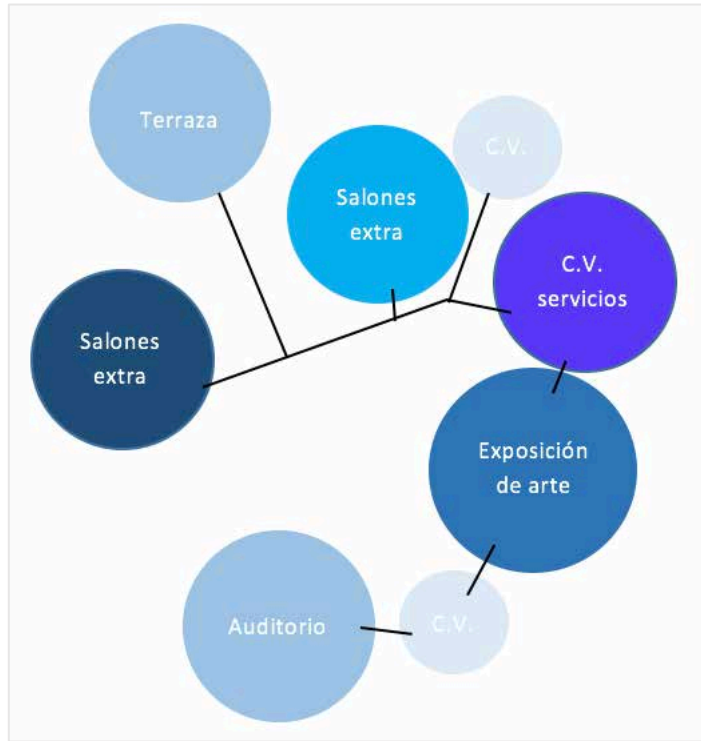 Terraza
C.V.
Salones
extra
C.V.
servicios
Salones
extra
Exposición
de arte
Auditorio
C.V.